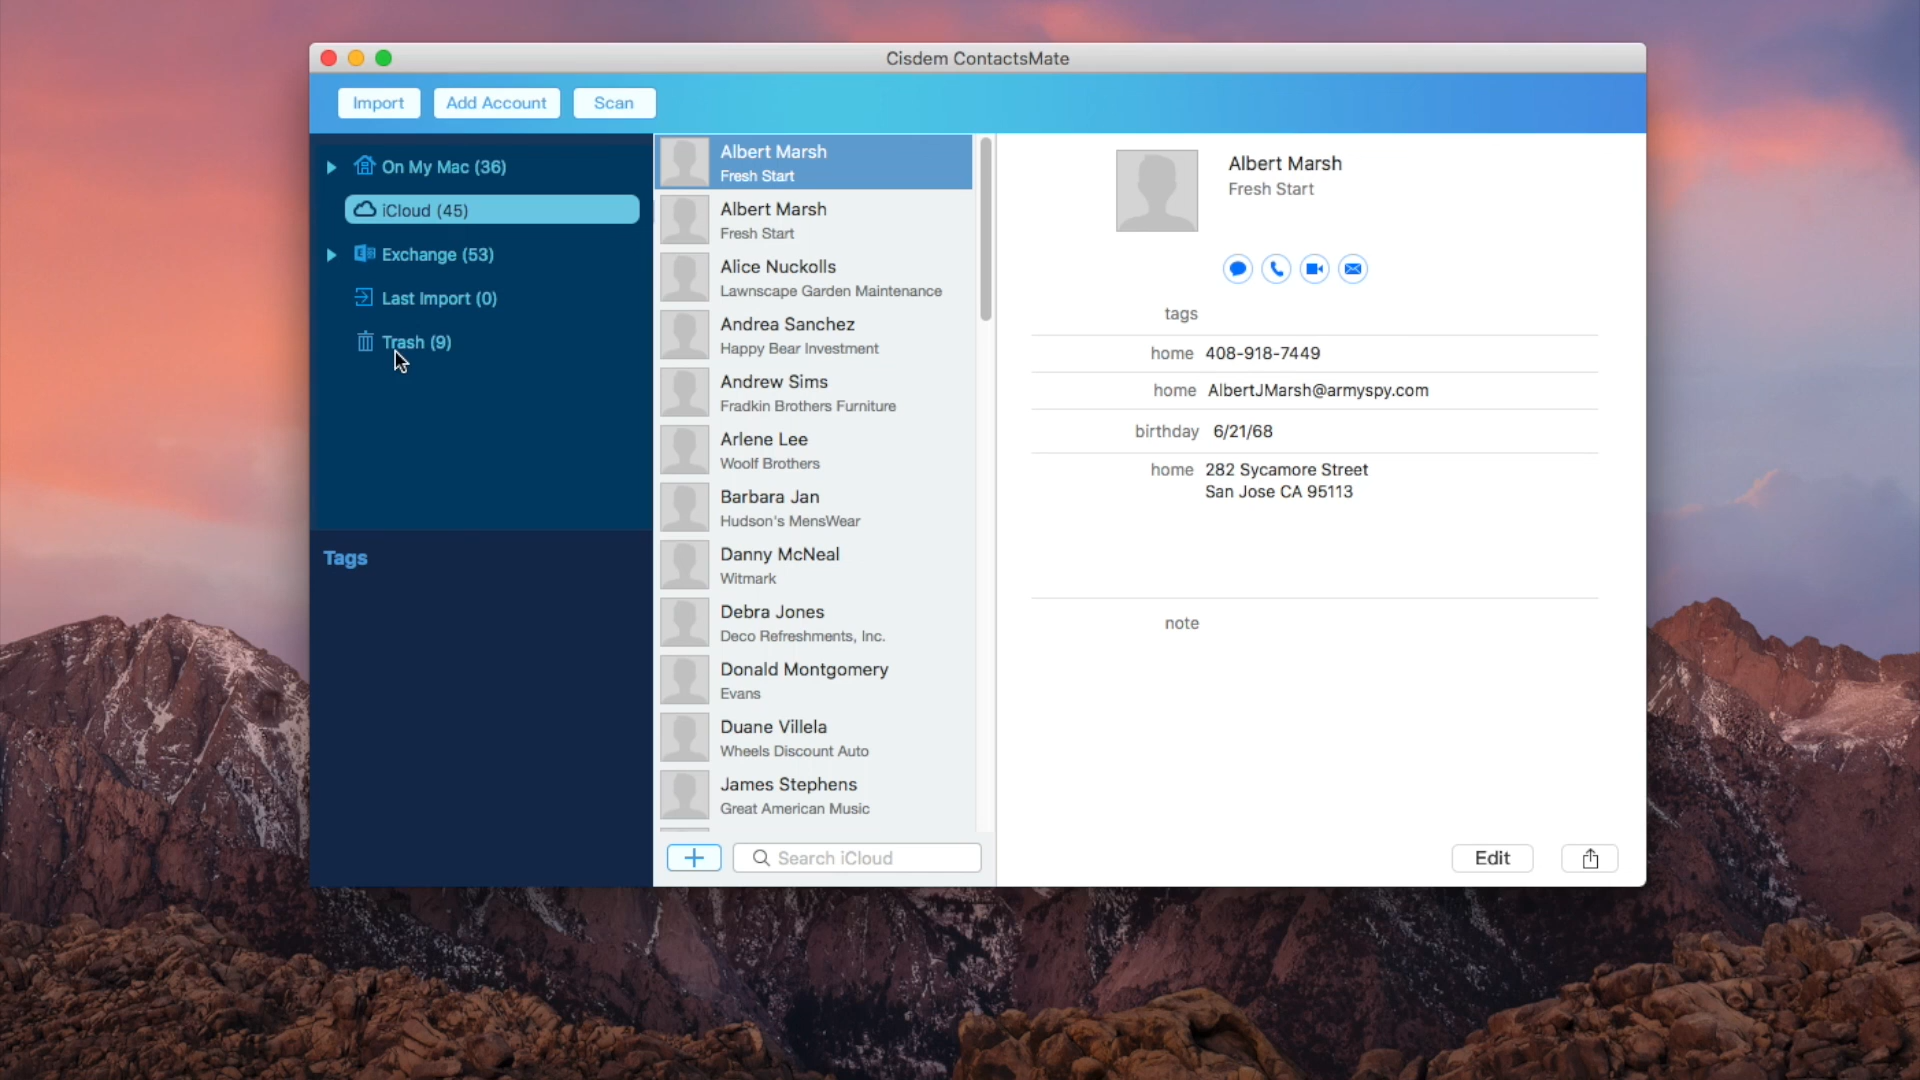 Cisdem ContactsMate
Import
Add Account
Scan
On My Mac (36)
iCloud (45)
Exchange (53)
Last Import (0)
Trash (9)
Tags
Albert Marsh
Fresh Start
Albert Marsh
Fresh Start
Alice Nuckolls
Lawnscape Garden Maintenance
Andrea Sanchez
Happy Bear Investment
Andrew Sims
Fradkin Brothers Furniture
Arlene Lee
Woolf Brothers
Barbara Jan
Hudson's MensWear
Danny McNeal
Witmark
Debra Jones
Deco Refreshments, Inc.
Donald Montgomery
Evans
Duane Villela
Wheels Discount Auto
James Stephens
Great American Music
Search iCloud
Albert Marsh
Fresh Start
tags
home 408-918-7449
home AlbertJMarsh@armyspy.com
birthday 6/21/68
home 282 Sycamore Street
San Jose CA 95113
note
Edit